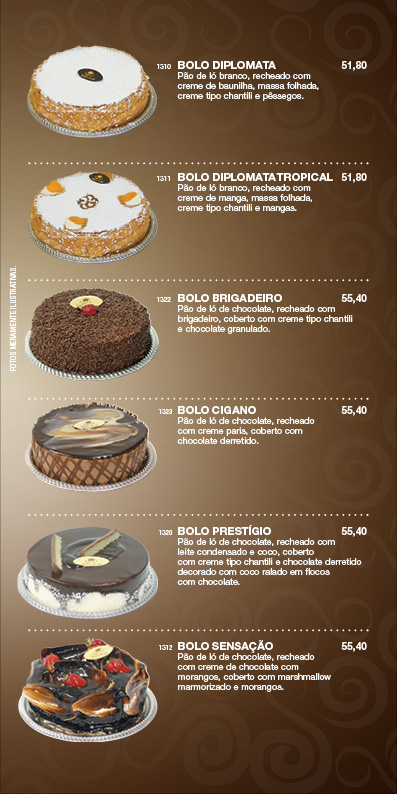 1310 BOLO DIPLOMATA 51,80
Pão de ló branco, recheado com
creme de baunilha, massa folhada,
creme tipo chantili e pêssegos.
1311 BOLO DIPLOMATA TROPICAL 51,80
Pão de ló branco, recheado com
creme de manga, massa folhada,
creme tipo chantili e mangas.
1322 BOLO BRIGADEIRO 55,40
Pão de ló de chocolate, recheado com
brigadeiro, coberto com creme tipo chantili
e chocolate granulado.
FOTOS MERAMENTE ILUSTRATIVAS.
1323 BOLO CIGANO 55,40
Pão de ló de chocolate, recheado
com creme paris, coberto com
chocolate derretido.
1320 BOLO PRESTÍGIO 55,40
Pão de ló de chocolate, recheado com
leite condensado e coco, coberto
com creme tipo chantili e chocolate derretido
decorado com coco ralado em flocos
com chocolate.
1312 BOLO SENSAÇÃO 55,40
Pão de ló de chocolate, recheado
com creme de chocolate com
morangos, coberto com marshmallow
marmorizado e morangos.